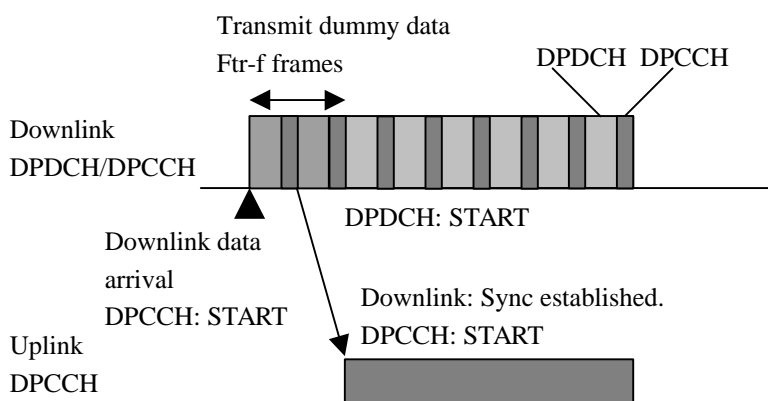 Transmit dummy data
Ftr-f frames
DPDCH DPCCH
Downlink
DPDCH/DPCCH
DPDCH: START
Downlink data
arrival
DPCCH: START
Downlink: Sync established.
DPCCH: START
Uplink
DPCCH